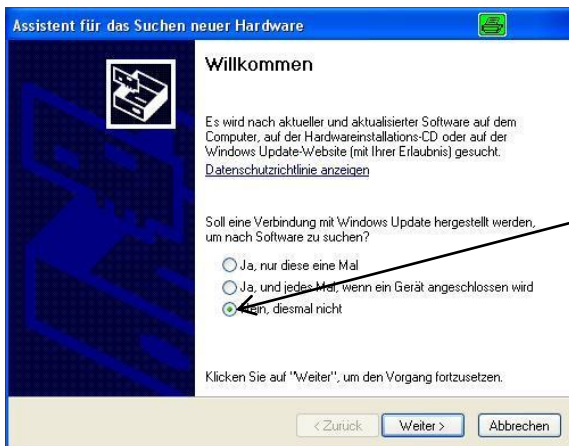 Assistent für das Suchen neuer Hardware
Willkommen
Es wird nach aktueller und aktualisierter Software auf dem
Computer, auf der Hardwareinstallations-CD oder auf der
Windows Update-Website (mit Ihrer Erlaubnis) gesucht.
Datenschutzrichtlinie anzeigen
Soll eine Verbindung mit Windows Update hergestellt werden,
um nach Software zu suchen?
Ja, nur diese eine Mal
Ja, und jedes Mal, wenn ein Gerät angeschlossen wird
Nein, diesmal nicht
Klicken Sie auf "Weiter", um den Vorgang fortzusetzen.
< Zurück Weiter > Abbrechen